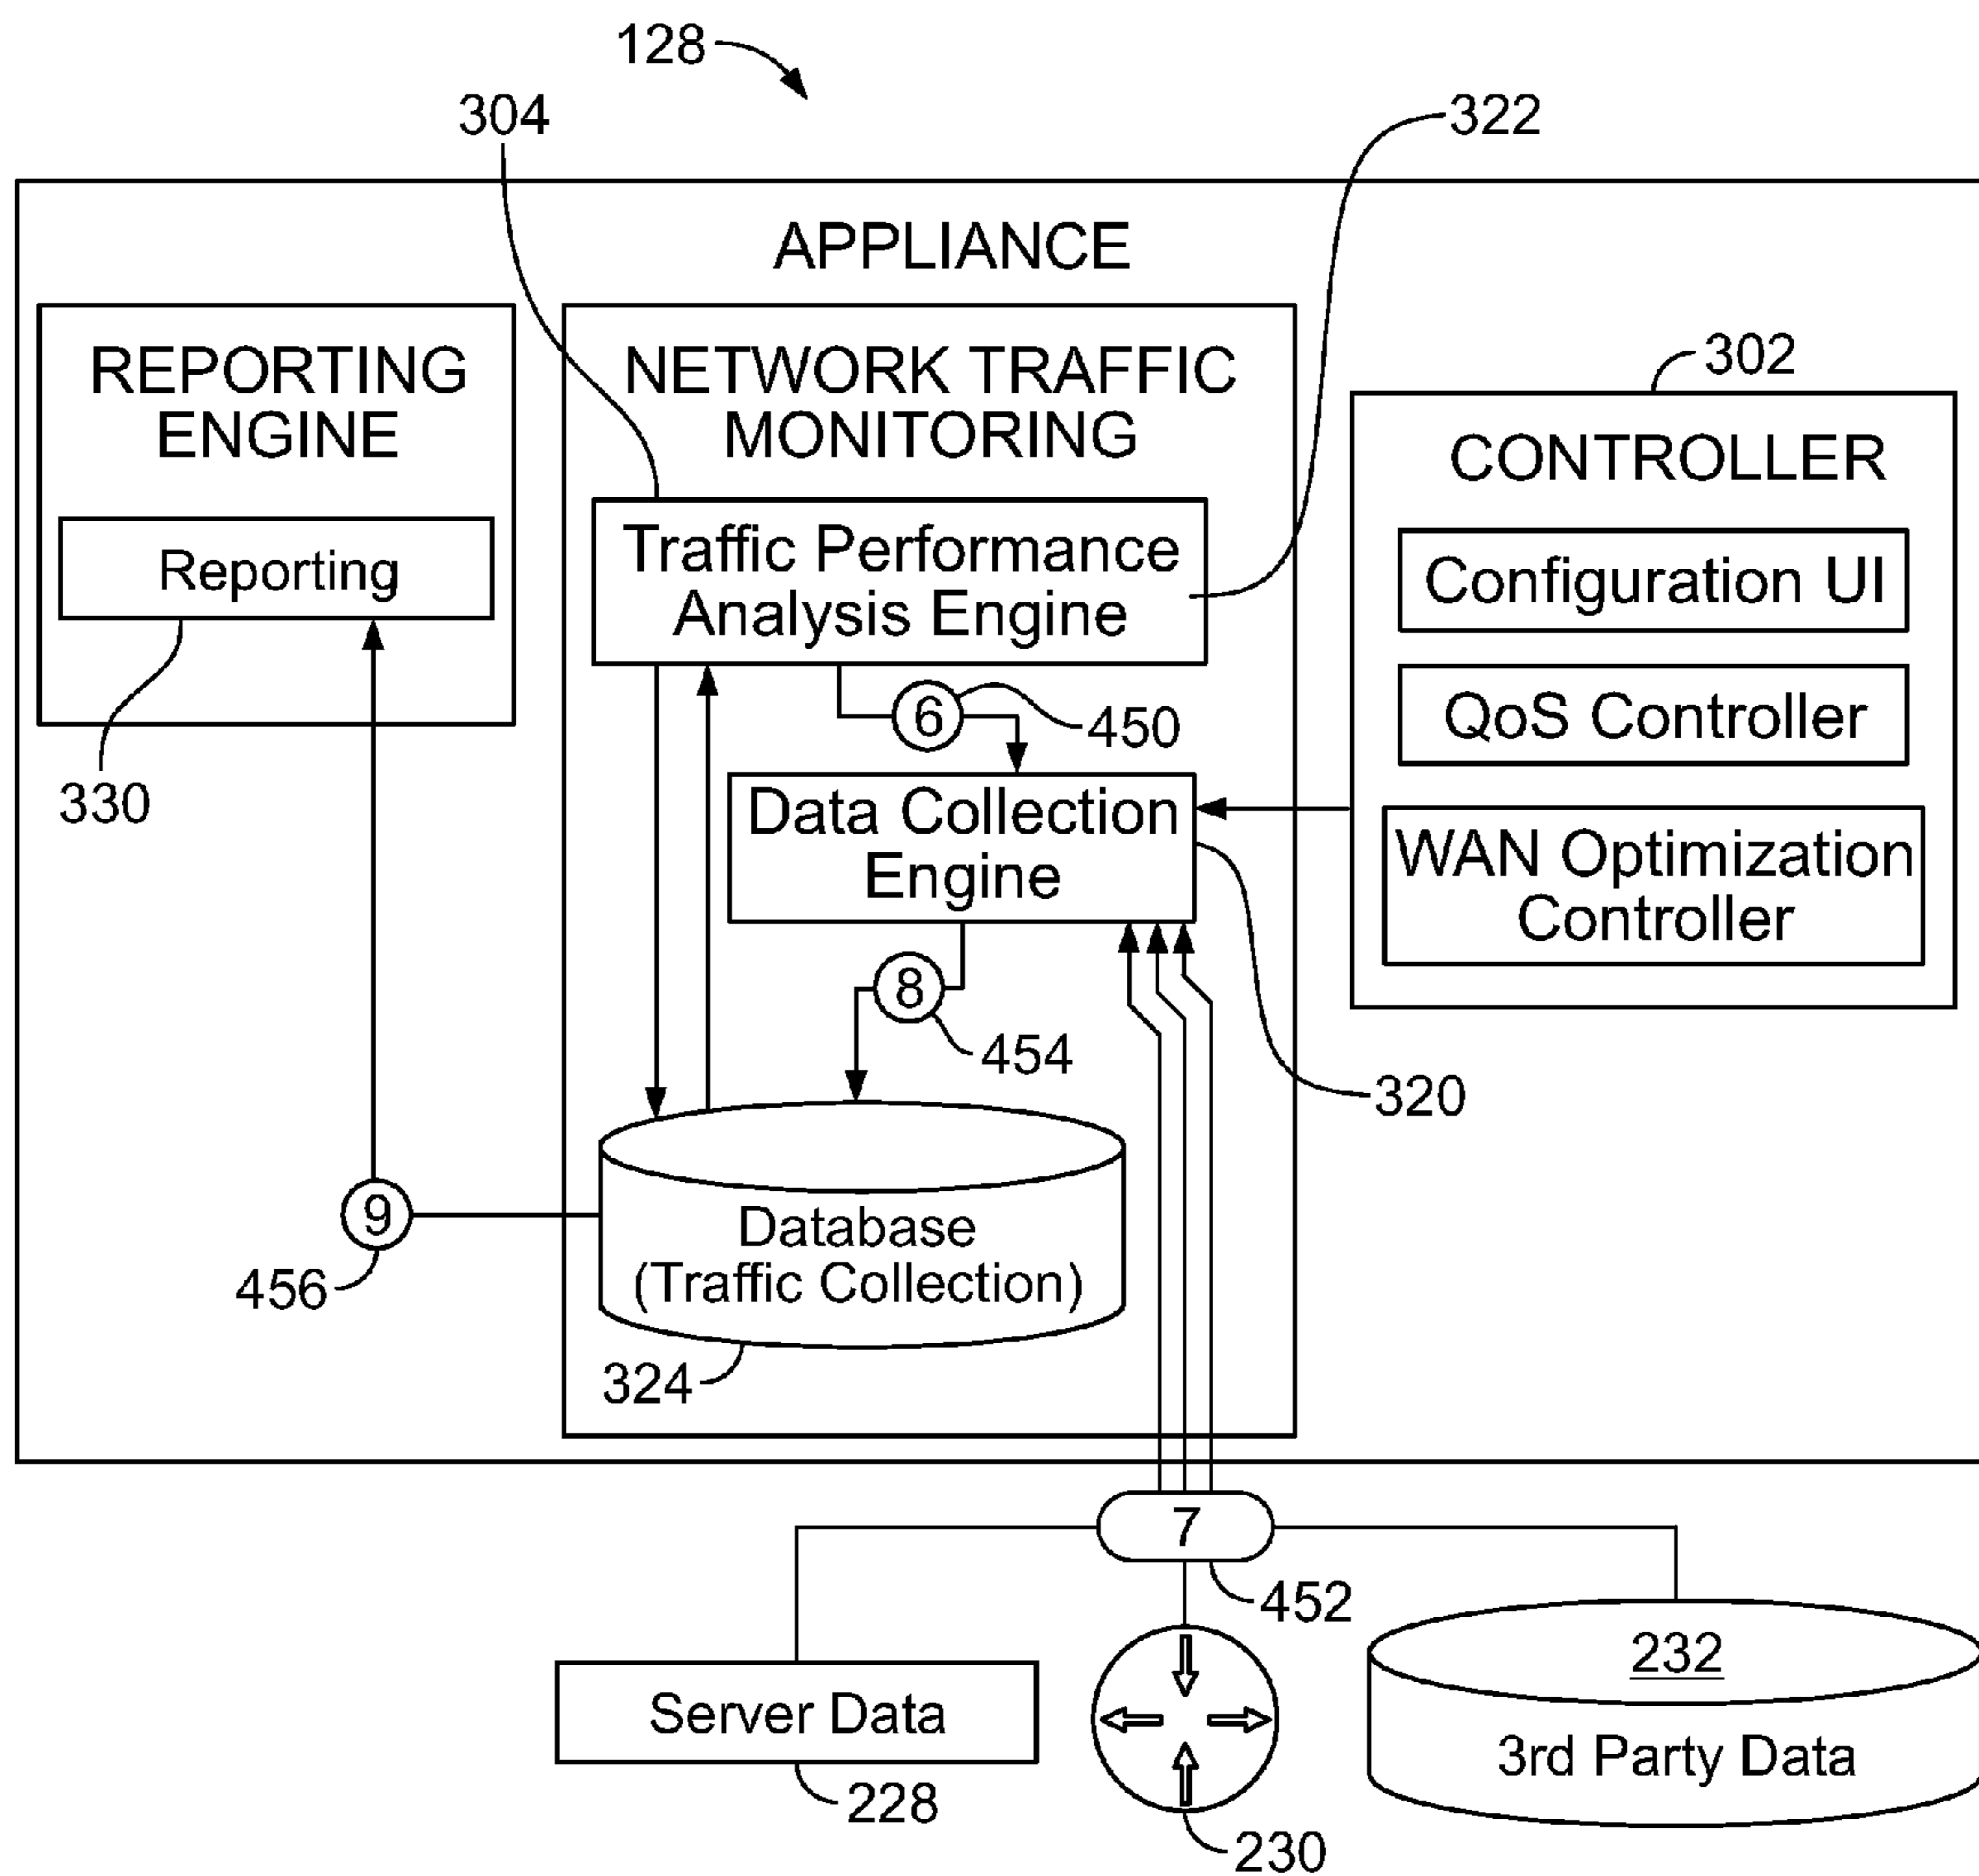 128
304
322
APPLIANCE
REPORTING
ENGINE
Reporting
330
NETWORK TRAFFIC
MONITORING
Traffic Performance
Analysis Engine
6
450
Data Collection
Engine
8
454
320
302
CONTROLLER
Configuration UI
QoS Controller
WAN Optimization
Controller
9
456
Database
(Traffic Collection)
324
7
452
Server Data
228
230
232
3rd Party Data